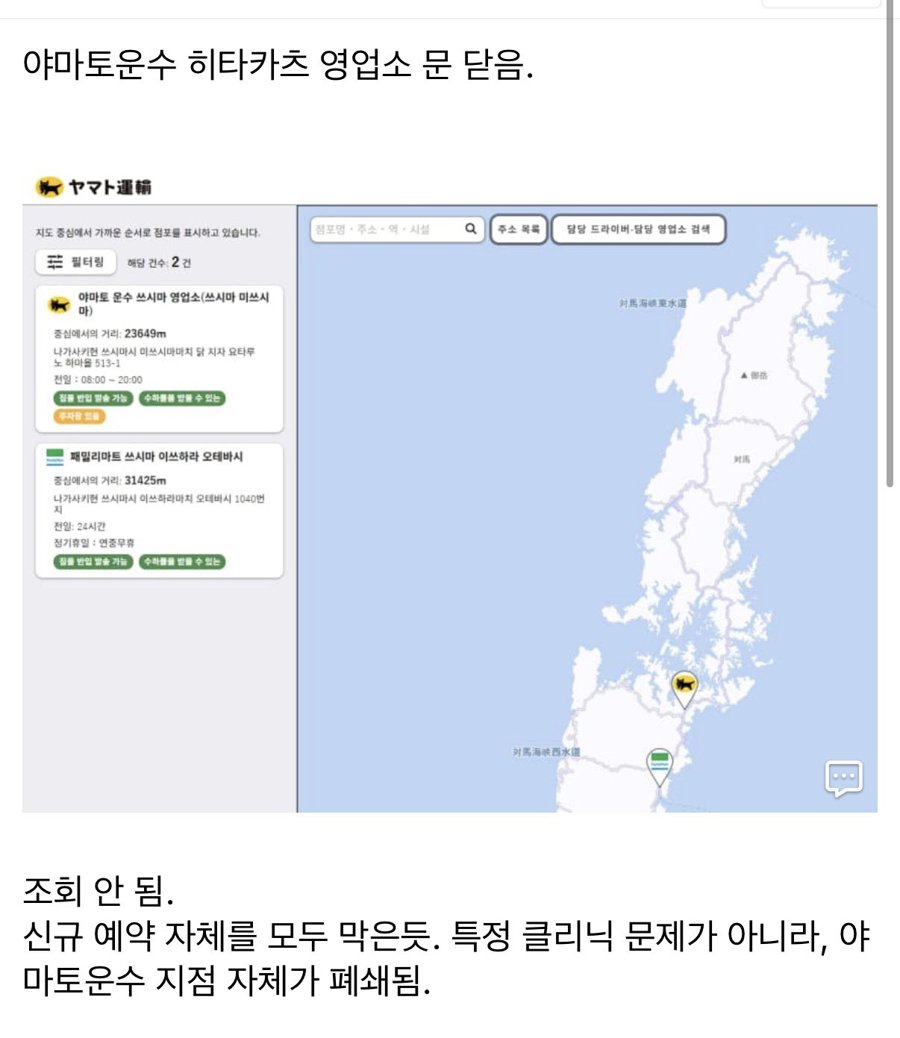 야마토운수 히타카츠 영업소 문 닫음.
ヤマト運輸
지도 중심에서 가까운 순서로 점포를 표시하고 있습니다.
필터링
해당 건수: 2 건
야마토 운수 쓰시마 영업소(쓰시마 미쓰시
마)
중심에서의 거리: 23649m
나가사키현 쓰시마시 미쓰시마마치 닭 지자 요타루
노 하마올 513-1
전일 : 08:00 ~ 20:00
짐을 반입 발송 가능
수하물을 받을 수 있는
주차장 있음
패밀리마트 쓰시마 이쓰하라 오테바시
중심에서의 거리: 31425m
나가사키현 쓰시마시 이쓰하라마치 오테바시 1040번
지
전일: 24시간
정기휴일 : 연중무휴
짐을 반입 발송 가능
수하물을 받을 수 있는
점포명・주소・역・시설
주소 목록
담당 드라이버·담당 영업소 검색
対馬海峡東水道
▲ 御岳
対馬
対馬海峡西水道
조회 안 됨.
신규 예약 자체를 모두 막은듯. 특정 클리닉 문제가 아니라, 야
마토운수 지점 자체가 폐쇄됨.